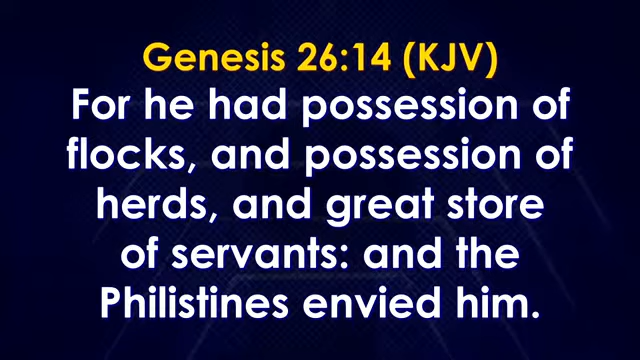 Genesis 26:14 (KJV)
For he had possession of
flocks, and possession of
herds, and great store
of servants: and the
Philistines envied him.